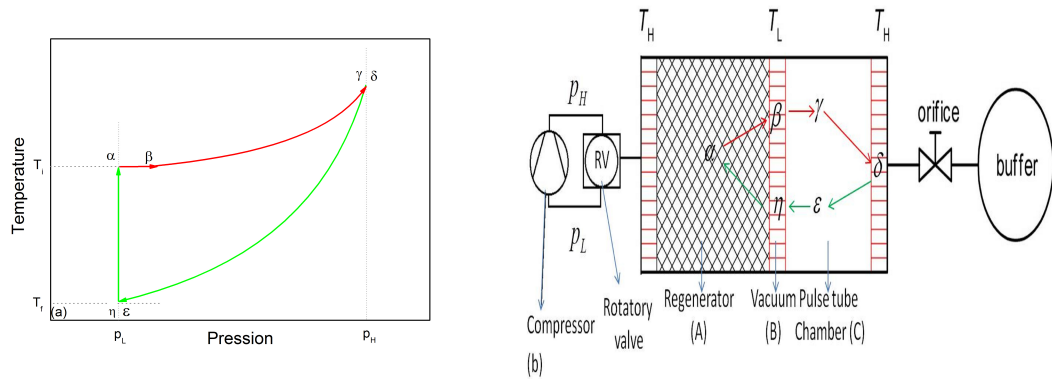 Temperature
T_i
T_f
(a)
α
β
γ δ
η ε
p_L
Pression
p_H
T_H
T_L
T_H
p_H
RV
p_L
α
β
γ
δ
ε
η
orifice
buffer
Compressor
Rotatory
valve
Regenerator
(A)
Vacuum
(B)
Pulse tube
Chamber (C)
(b)